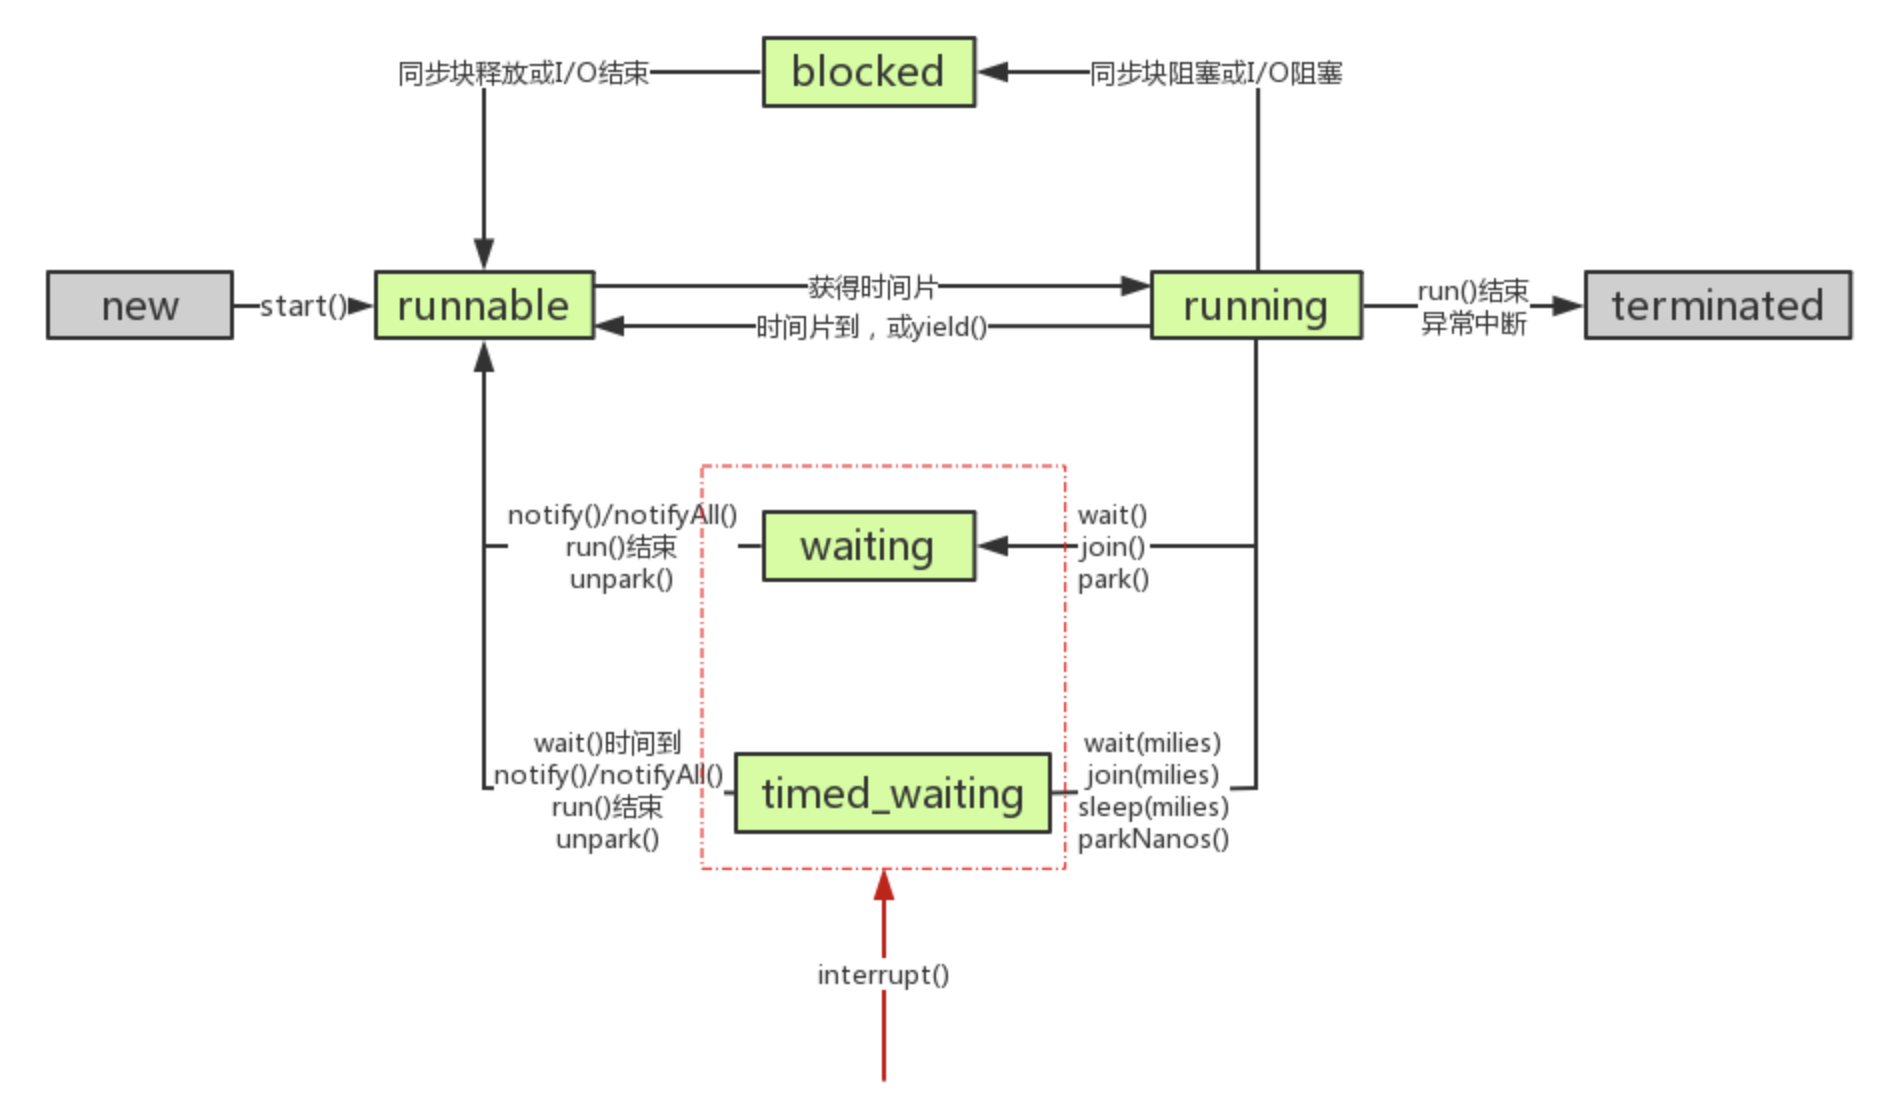 同步块释放或I/O结束
blocked
同步块阻塞或I/O阻塞
new
start()
runnable
获得时间片
时间片到，或yield()
running
run()结束
异常中断
terminated
notify()/notifyAll()
run()结束
unpark()
waiting
wait()
join()
park()
wait()时间到
notify()/notifyAll()
run()结束
unpark()
timed_waiting
wait(milies)
join(milies)
sleep(milies)
parkNanos()
interrupt()